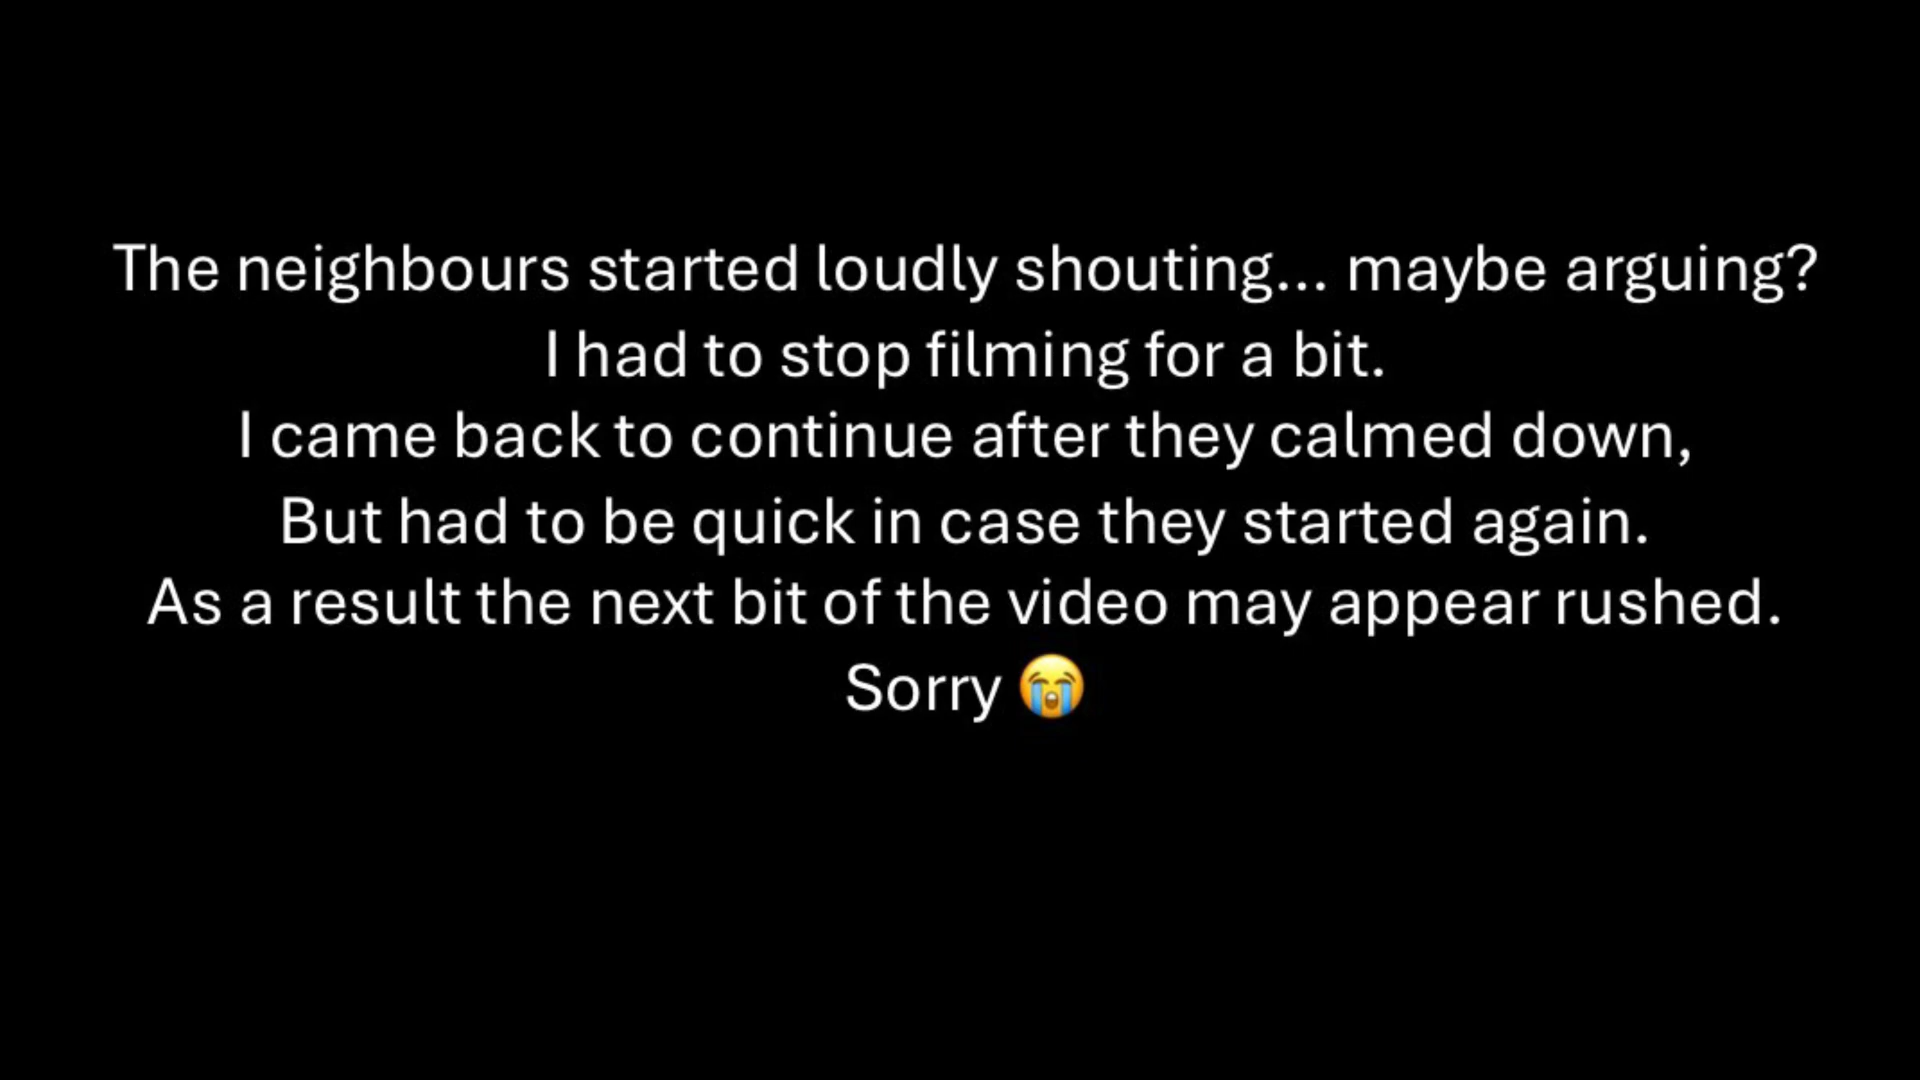 The neighbours started loudly shouting... maybe arguing?
I had to stop filming for a bit.
I came back to continue after they calmed down,
But had to be quick in case they started again.
As a result the next bit of the video may appear rushed.
Sorry 😭